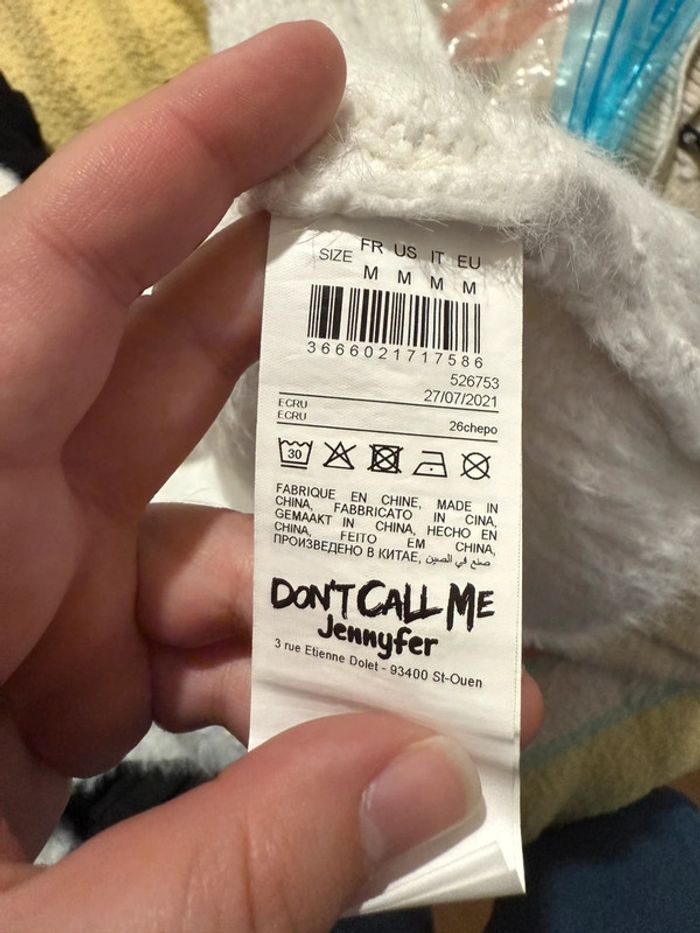 FR US IT EU
SIZE M M M M
3666021717586
526753
27/07/2021
ECRU
ECRU
26chepo
30
FABRIQUE EN CHINE, MADE IN
CHINA, FABBRICATO IN CINA,
GEMAAKT IN CHINA, HECHO EN
CHINA, FEITO EM CHINA,
ПРОИЗВЕДЕНО В КИТАЕ, صنع في الصين
DON'T CALL ME
Jennyfer
3 rue Etienne Dolet - 93400 St-Ouen